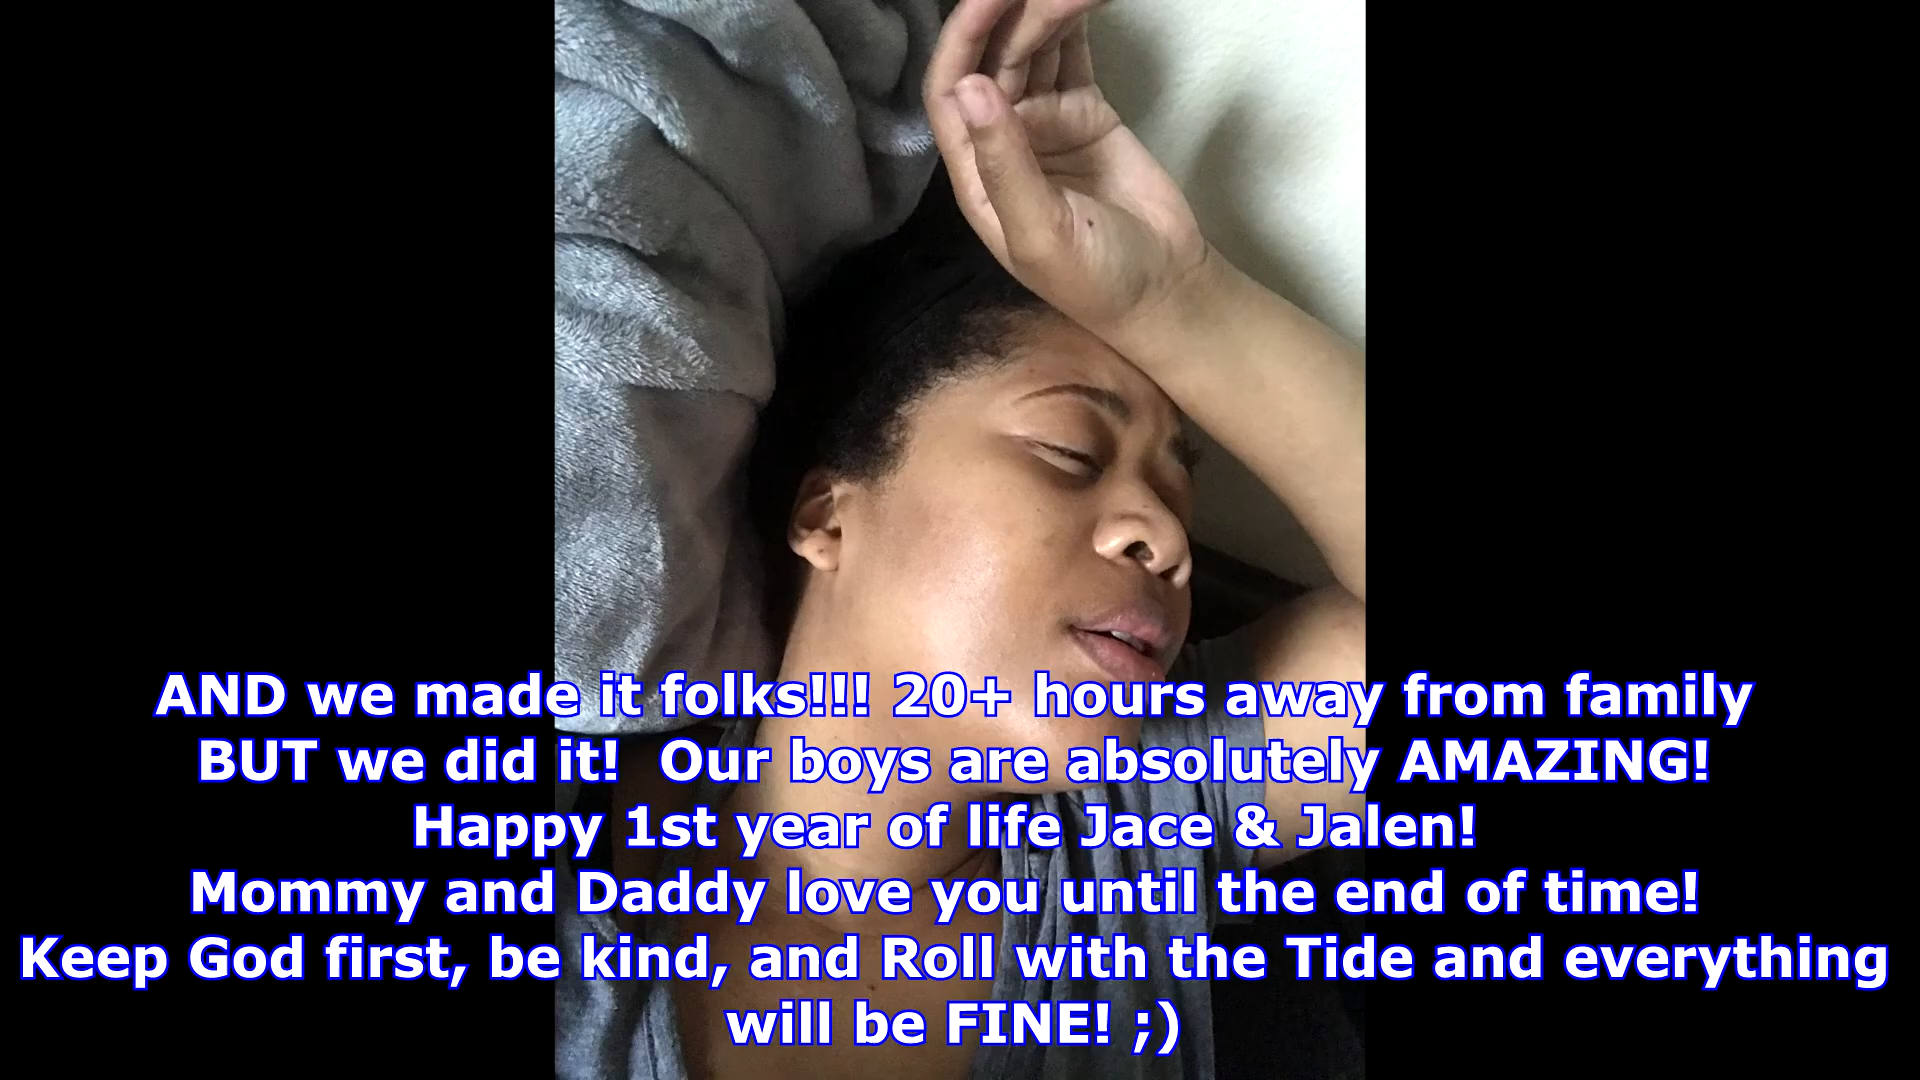 AND we made it folks!!! 20+ hours away from family
BUT we did it!  Our boys are absolutely AMAZING!
Happy 1st year of life Jace & Jalen!
Mommy and Daddy love you until the end of time!
Keep God first, be kind, and Roll with the Tide and everything
will be FINE! ;)